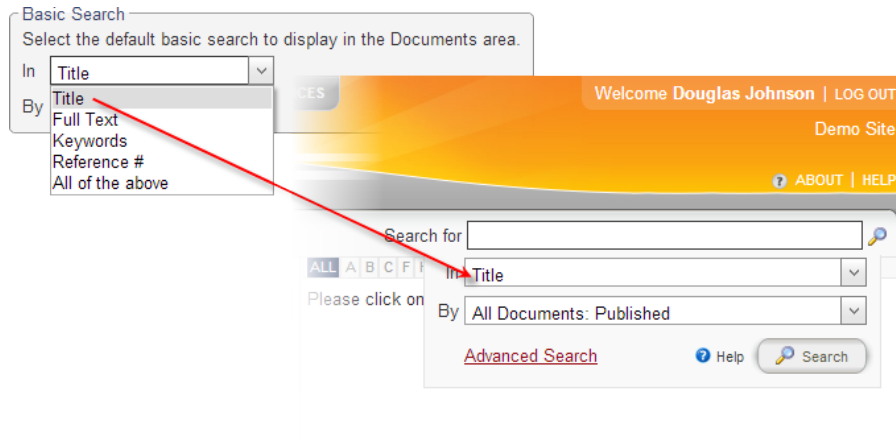 Basic Search
Select the default basic search to display in the Documents area.
In Title
By
Title
Full Text
Keywords
Reference #
All of the above
CES
Welcome Douglas Johnson | LOG OUT
Demo Site
? ABOUT | HELP
Search for
ALL A B C F
In Title
Please click on
By All Documents: Published
Advanced Search ? Help Search